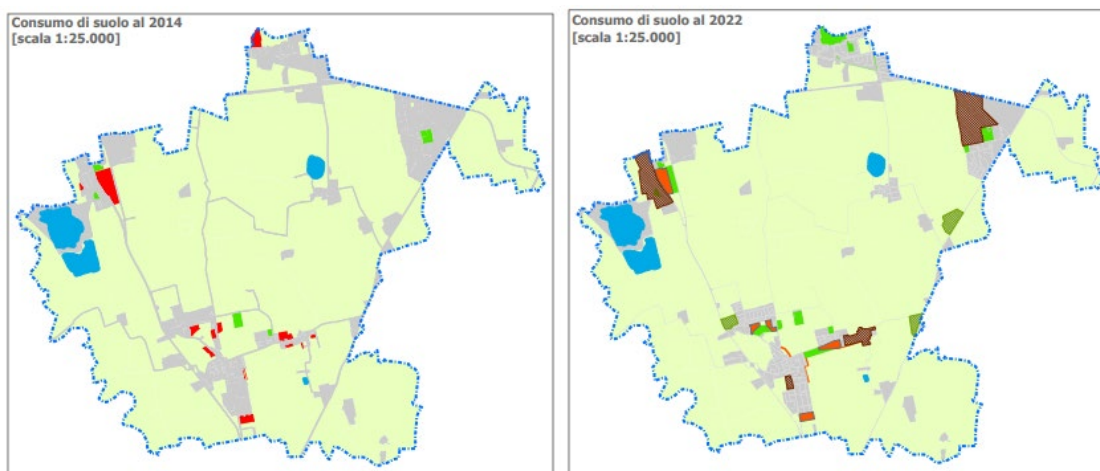 Consumo di suolo al 2014
[scala 1:25.000]
Consumo di suolo al 2022
[scala 1:25.000]